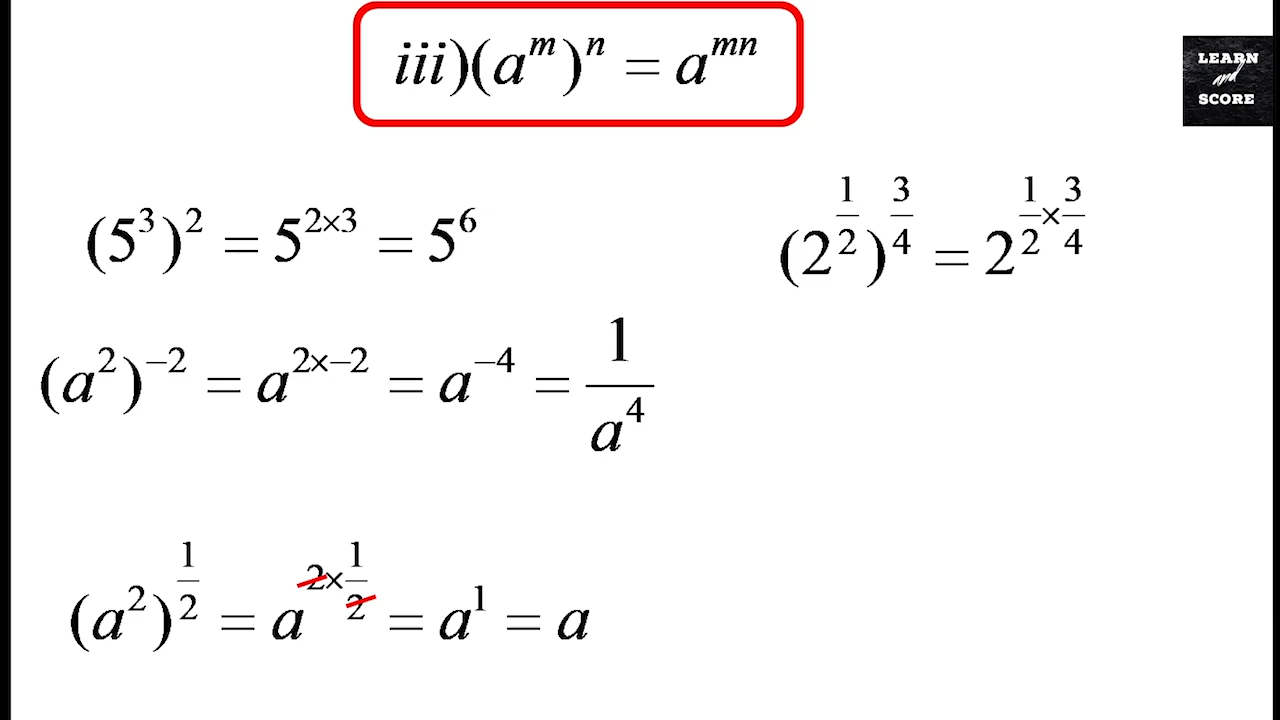 iii)(a^m)^n = a^{mn}
LEARN
and
SCORE
(5^3)^2 = 5^{2×3} = 5^6
(2^{1/2})^{3/4} = 2^{1/2×3/4}
(a^2)^{-2} = a^{2×-2} = a^{-4} = 1/a^4
(a^2)^{1/2} = a^{2×1/2} = a^1 = a